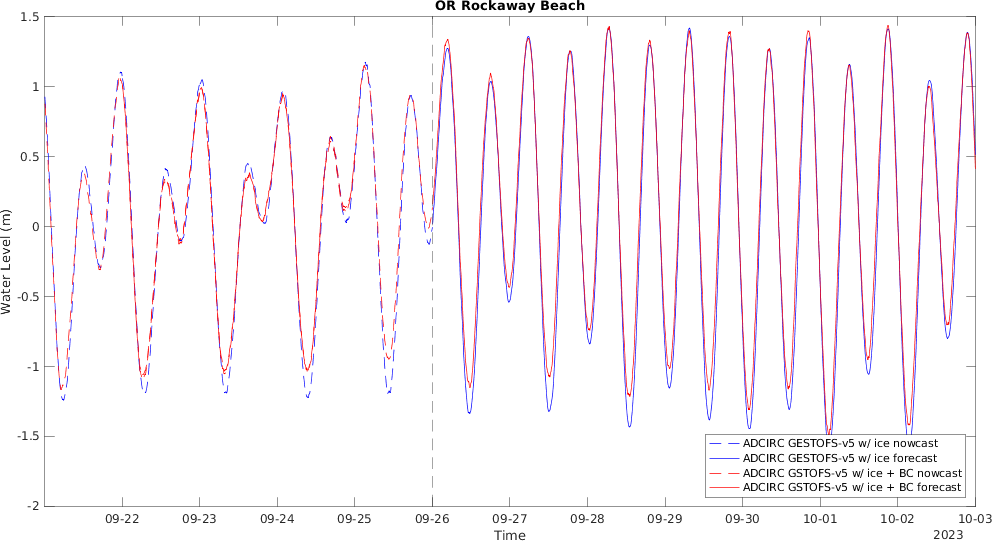 OR Rockaway Beach
1.5
1
0.5
0
-0.5
-1
-1.5
-2
Water Level (m)
ADCIRC GESTOFS-v5 w/ ice nowcast
ADCIRC GESTOFS-v5 w/ ice forecast
ADCIRC GSTOFS-v5 w/ ice + BC nowcast
ADCIRC GSTOFS-v5 w/ ice + BC forecast
09-22 09-23 09-24 09-25 09-26 09-27 09-28 09-29 09-30 10-01 10-02 10-03
Time
2023